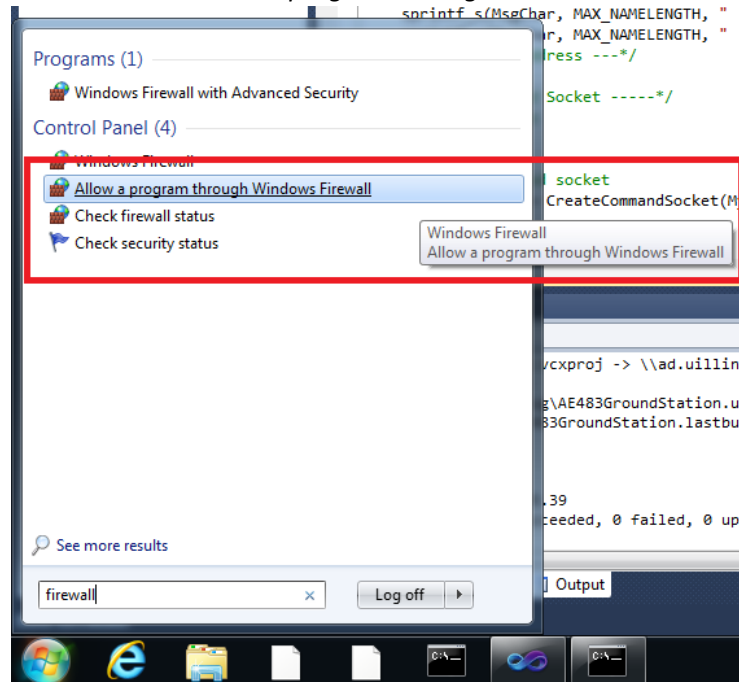 sprintf_s(MsgChar, MAX_NAMELENGTH, "
ar, MAX_NAMELENGTH, "
Programs (1)
dress ---*/
Windows Firewall with Advanced Security
Socket -----*/
Control Panel (4)
Windows Firewall
socket
Allow a program through Windows Firewall
CreateCommandSocket(M
Check firewall status
Windows Firewall
Check security status
Allow a program through Windows Firewall
vcxproj -> \\ad.uillin
g\AE483GroundStation.u
83GroundStation.lastbu
.39
ceeded, 0 failed, 0 up
See more results
firewall
Log off
Output
C:\_
C:\_